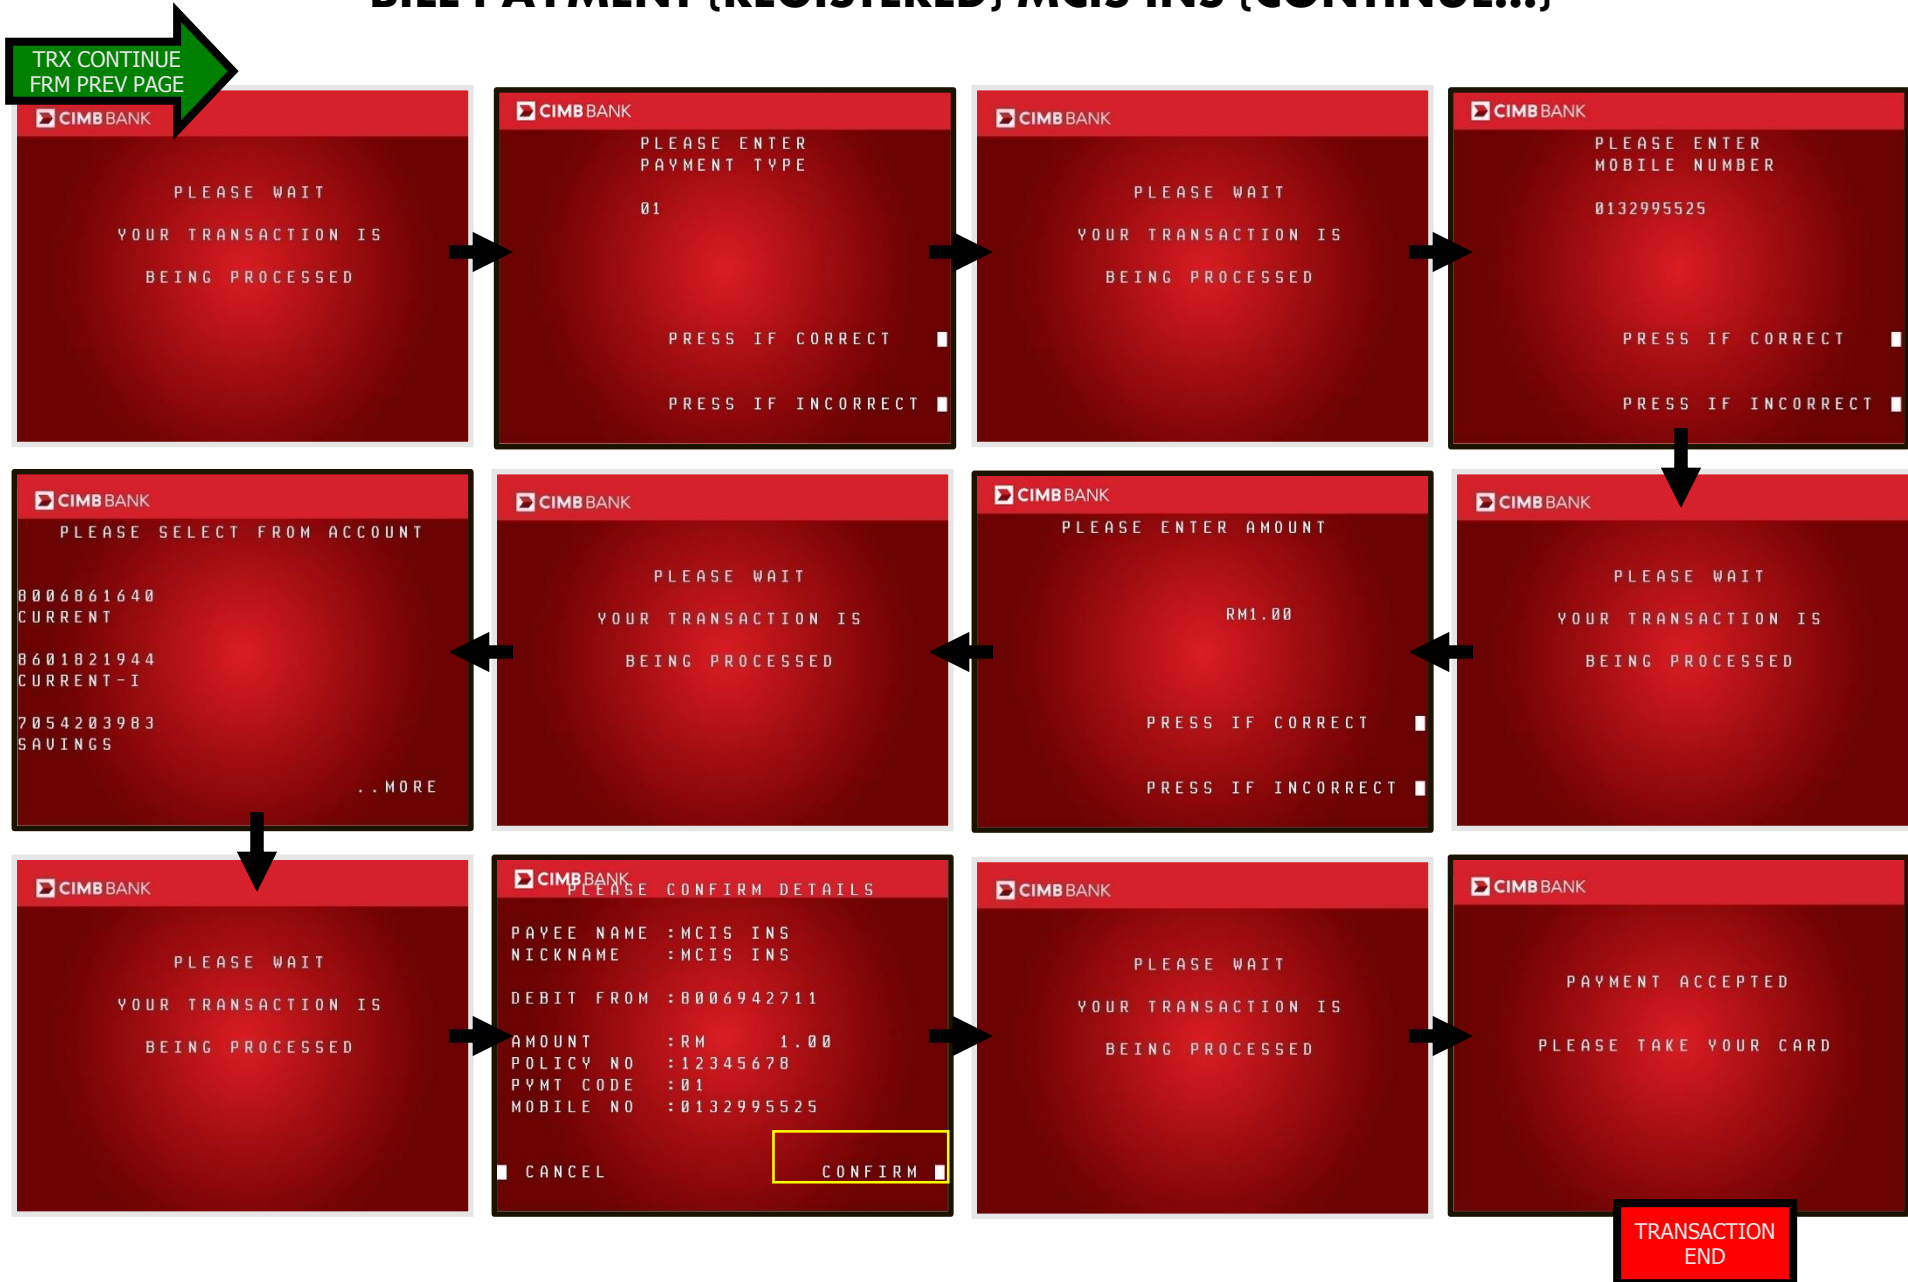 BILL PAYMENT {REGISTERED} MCIS INS {CONTINUE...}
TRX CONTINUE
FRM PREV PAGE
CIMB BANK
PLEASE WAIT
YOUR TRANSACTION IS
BEING PROCESSED
CIMB BANK
PLEASE ENTER
PAYMENT TYPE
01
PRESS IF CORRECT
PRESS IF INCORRECT
CIMB BANK
PLEASE WAIT
YOUR TRANSACTION IS
BEING PROCESSED
CIMB BANK
PLEASE ENTER
MOBILE NUMBER
0132995525
PRESS IF CORRECT
PRESS IF INCORRECT
CIMB BANK
PLEASE WAIT
YOUR TRANSACTION IS
BEING PROCESSED
CIMB BANK
PLEASE ENTER AMOUNT
RM1.00
PRESS IF CORRECT
PRESS IF INCORRECT
CIMB BANK
PLEASE WAIT
YOUR TRANSACTION IS
BEING PROCESSED
CIMB BANK
PLEASE SELECT FROM ACCOUNT
8006861640
CURRENT
8601821944
CURRENT-I
7054203983
SAVINGS
..MORE
CIMB BANK
PLEASE WAIT
YOUR TRANSACTION IS
BEING PROCESSED
CIMB BANK
PLEASE CONFIRM DETAILS
PAYEE NAME :MCIS INS
NICKNAME :MCIS INS
DEBIT FROM :8006942711
AMOUNT :RM 1.00
POLICY NO :12345678
PYMT CODE :01
MOBILE NO :0132995525
CANCEL CONFIRM
CIMB BANK
PLEASE WAIT
YOUR TRANSACTION IS
BEING PROCESSED
CIMB BANK
PAYMENT ACCEPTED
PLEASE TAKE YOUR CARD
TRANSACTION
END